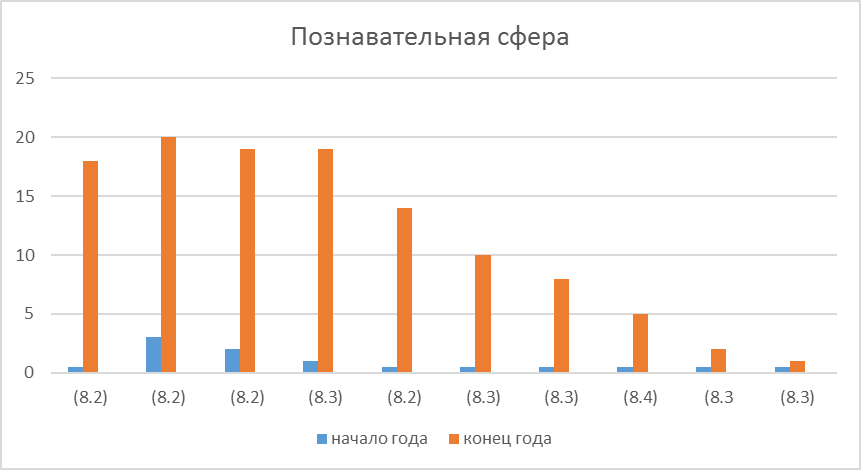 Познавательная сфера
25
20
15
10
5
0
(8.2) (8.2) (8.2) (8.3) (8.2) (8.3) (8.3) (8.4) (8.3 (8.3)
начало года конец года